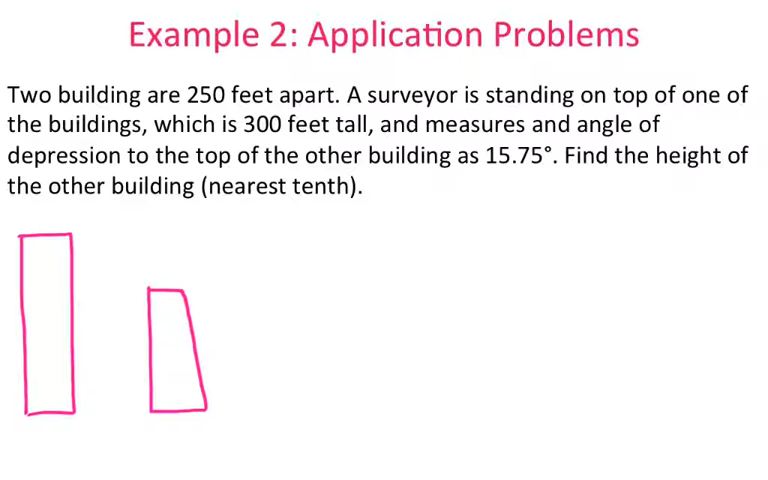 Example 2: Application Problems
Two building are 250 feet apart. A surveyor is standing on top of one of
the buildings, which is 300 feet tall, and measures and angle of
depression to the top of the other building as 15.75°. Find the height of
the other building (nearest tenth).